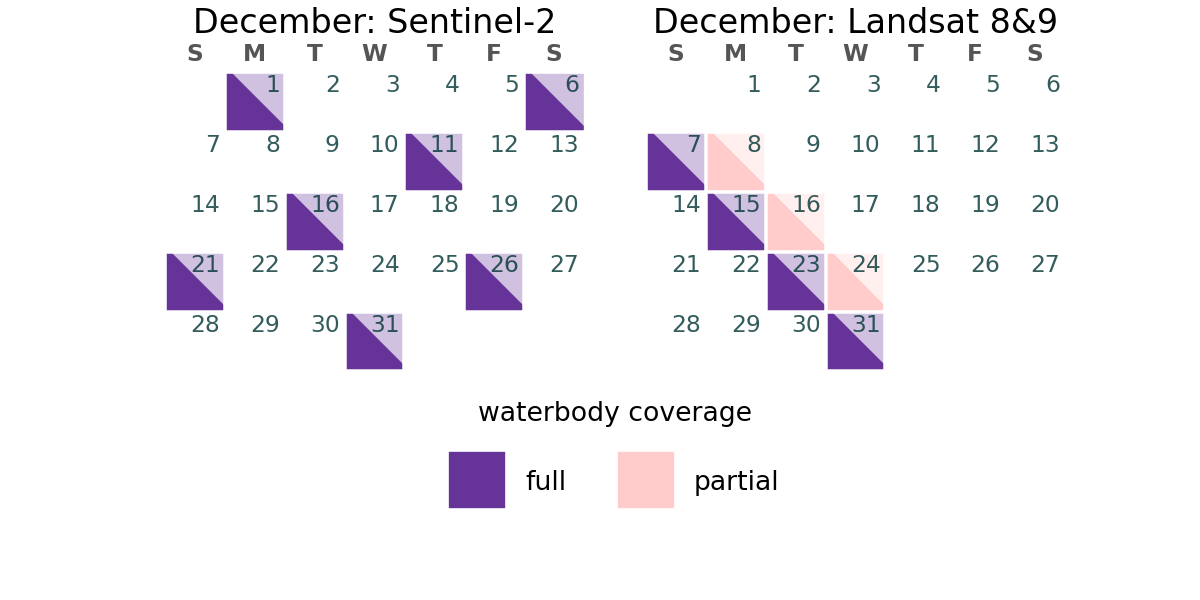 December: Sentinel-2
S M T W T F S
1 2 3 4 5 6
7 8 9 10 11 12 13
14 15 16 17 18 19 20
21 22 23 24 25 26 27
28 29 30 31
December: Landsat 8&9
S M T W T F S
1 2 3 4 5 6
7 8 9 10 11 12 13
14 15 16 17 18 19 20
21 22 23 24 25 26 27
28 29 30 31
waterbody coverage
full partial